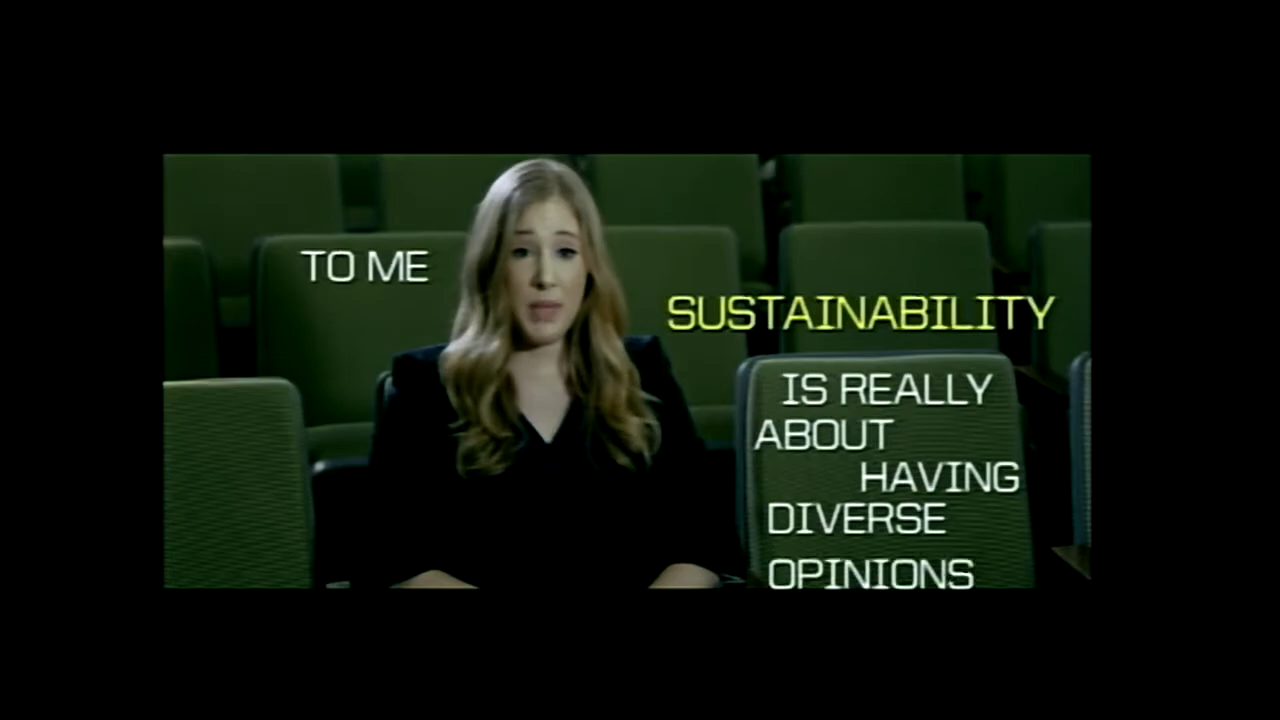 TO ME
SUSTAINABILITY
IS REALLY
ABOUT
HAVING
DIVERSE
OPINIONS